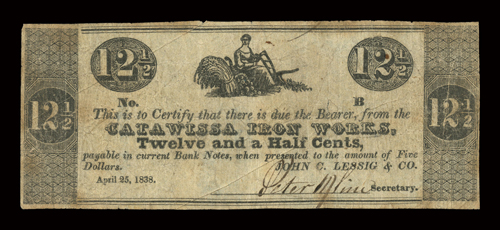 12½ 12½
No. B
12½ This is to Certify that there is due the Bearer, from the 12½
CATAWISSA IRON WORKS,
Twelve and a Half Cents,
payable in current Bank Notes, when presented to the amount of Five
Dollars. JOHN C. LESSIG & CO.
April 25, 1838. Peter Secretary.